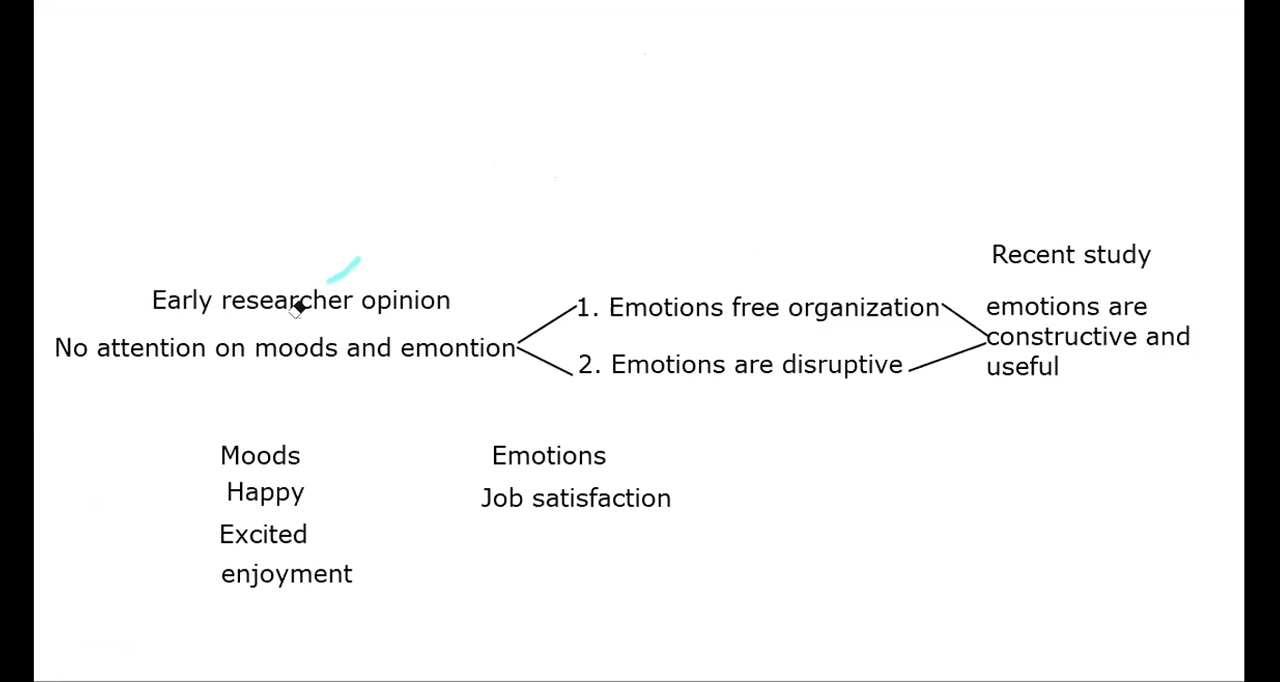 Recent study
Early researcher opinion
No attention on moods and emontion
1. Emotions free organization
2. Emotions are disruptive
emotions are
constructive and
useful
Moods
Happy
Excited
enjoyment
Emotions
Job satisfaction